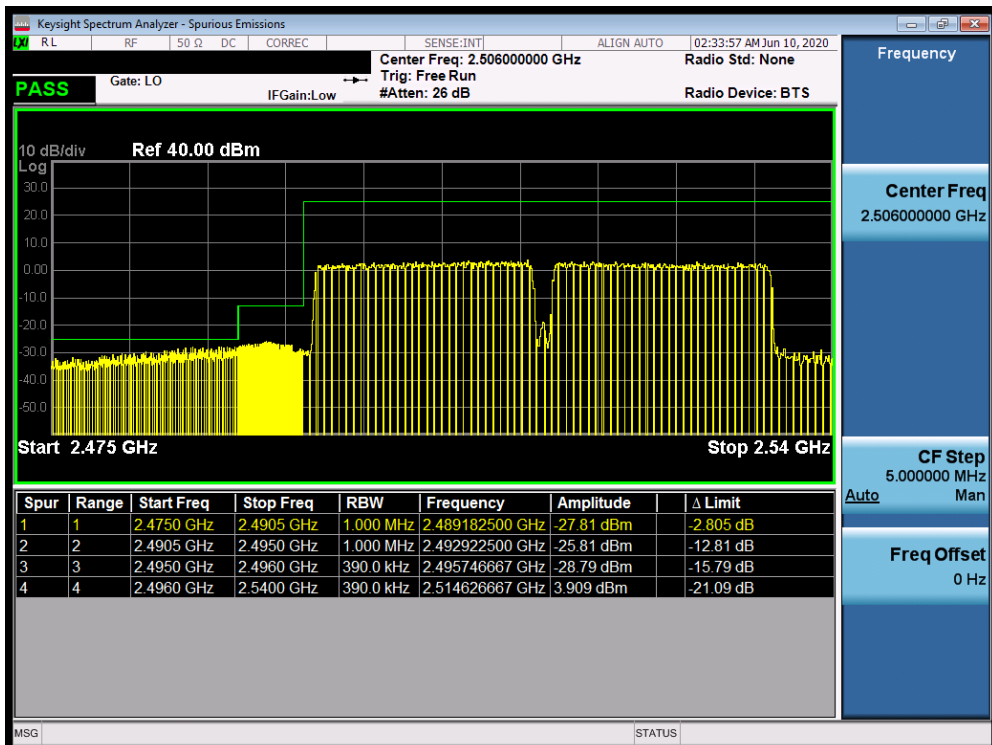 Keysight Spectrum Analyzer - Spurious Emissions
LXI RL RF 50 Ω DC CORREC SENSE:INT ALIGN AUTO 02:33:57 AM Jun 10, 2020
Center Freq: 2.506000000 GHz Radio Std: None
PASS Gate: LO Trig: Free Run
IFGain:Low #Atten: 26 dB Radio Device: BTS
10 dB/div Ref 40.00 dBm
Log
30.0
20.0
10.0
0.00
-10.0
-20.0
-30.0
-40.0
-50.0
Start 2.475 GHz Stop 2.54 GHz
Spur Range Start Freq Stop Freq RBW Frequency Amplitude Δ Limit
1 1 2.4750 GHz 2.4905 GHz 1.000 MHz 2.489182500 GHz -27.81 dBm -2.805 dB
2 2 2.4905 GHz 2.4950 GHz 1.000 MHz 2.492922500 GHz -25.81 dBm -12.81 dB
3 3 2.4950 GHz 2.4960 GHz 390.0 kHz 2.495746667 GHz -28.79 dBm -15.79 dB
4 4 2.4960 GHz 2.5400 GHz 390.0 kHz 2.514626667 GHz 3.909 dBm -21.09 dB
MSG STATUS
Frequency
Center Freq
2.506000000 GHz
CF Step
5.000000 MHz
Auto Man
Freq Offset
0 Hz